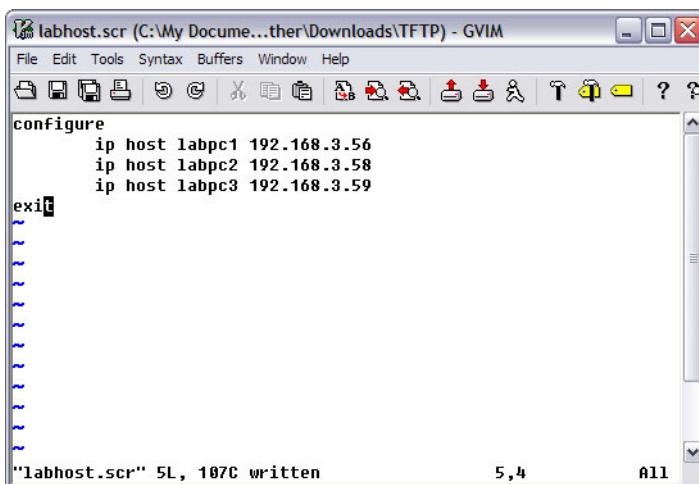 labhost.scr (C:\My Docume...ther\Downloads\TFTP) - GVIM
File Edit Tools Syntax Buffers Window Help
? ?
configure
ip host labpc1 192.168.3.56
ip host labpc2 192.168.3.58
ip host labpc3 192.168.3.59
exit
~
~
~
~
~
~
~
~
~
~
~
~
"labhost.scr" 5L, 107C written 5,4 All